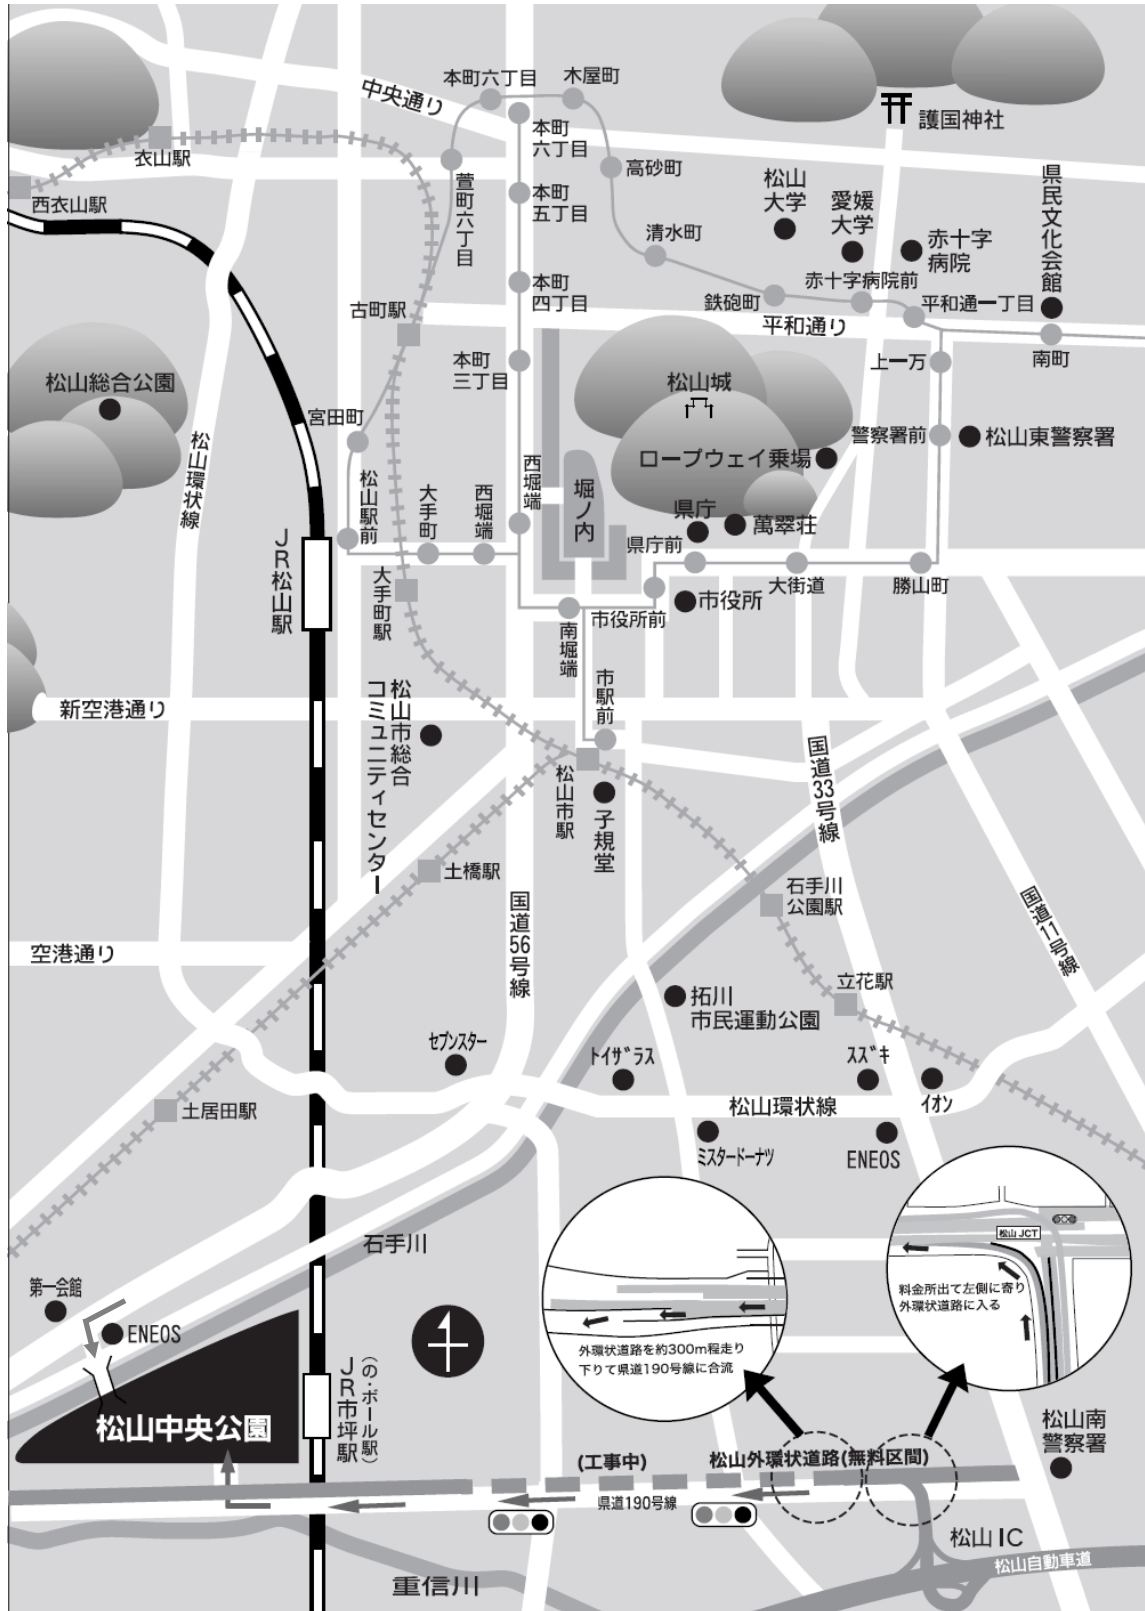 中央通り
本町六丁目
木屋町
護国神社
衣山駅
西衣山駅
萱町六丁目
本町
六丁目
高砂町
松山
大学
愛媛
大学
赤十字
病院
県民文化会館
本町
五丁目
清水町
本町
四丁目
鉄砲町
赤十字病院前
平和通一丁目
古町駅
平和通り
南町
上一万
本町
三丁目
松山総合公園
松山城
宮田町
松山環状線
警察署前
松山東警察署
ロープウェイ乗場
松山駅前
大手町
西堀端
西堀端
堀ノ内
県庁
萬翠荘
県庁前
JR松山駅
大手町駅
南堀端
市役所前
市役所
大街道
勝山町
新空港通り
松山市総合
コミュニティセンター
市駅前
松山市駅
子規堂
国道33号線
土橋駅
石手川
公園駅
国道11号線
国道56号線
空港通り
立花駅
拓川
市民運動公園
セブンスター
トイザラス
スズキ
イオン
松山環状線
土居田駅
ミスタードーナツ
ENEOS
石手川
松山 JCT
料金所出て左側に寄り
外環状道路に入る
外環状道路を約300m程走り
下りて県道190号線に合流
第一会館
ENEOS
松山中央公園
JR市坪駅
(の・ボール駅)
(工事中)
松山外環状道路(無料区間)
松山南
警察署
県道190号線
松山IC
松山自動車道
重信川